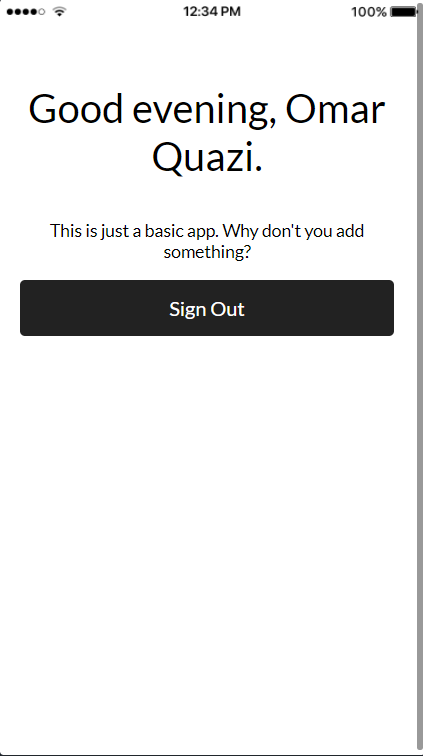 12:34 PM 100%
Good evening, Omar
Quazi.
This is just a basic app. Why don't you add
something?
Sign Out